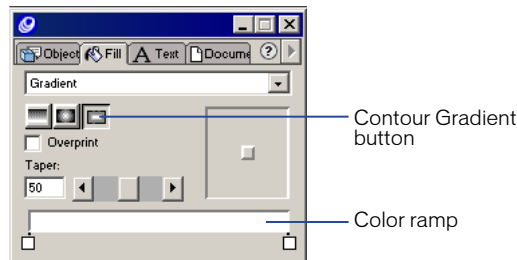 Object Fill A Text Docume ?
Gradient
Contour Gradient
button
Overprint
Taper:
50
Color ramp